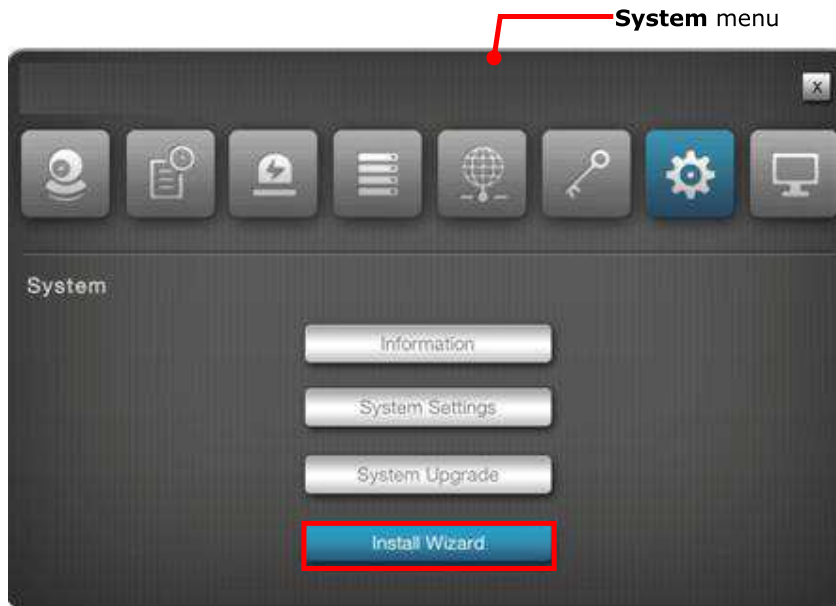 System menu
X
System
Information
System Settings
System Upgrade
Install Wizard